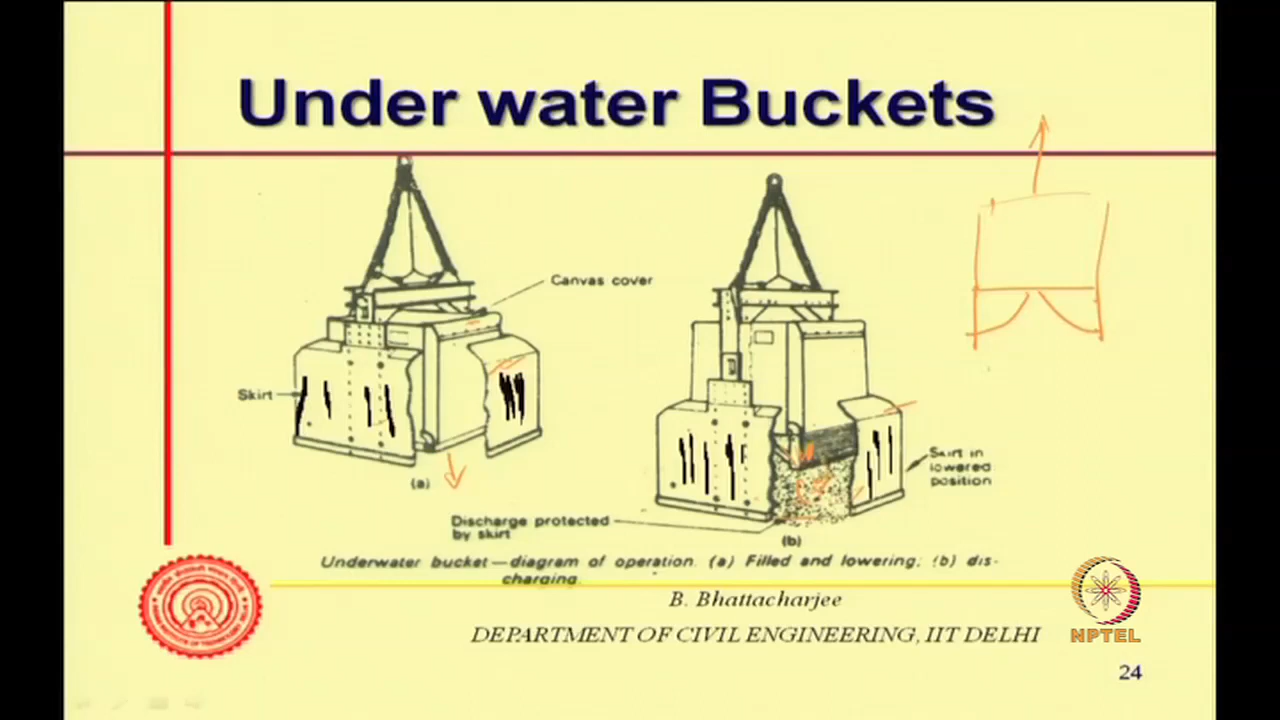 Under water Buckets
Canvas cover
Skirt
Skirt in
lowered
position
(a)
Discharge protected
by skirt
(b)
Underwater bucket—diagram of operation. (a) Filled and lowering; (b) dis-
charging.
B. Bhattacharjee
DEPARTMENT OF CIVIL ENGINEERING, IIT DELHI
NPTEL
24